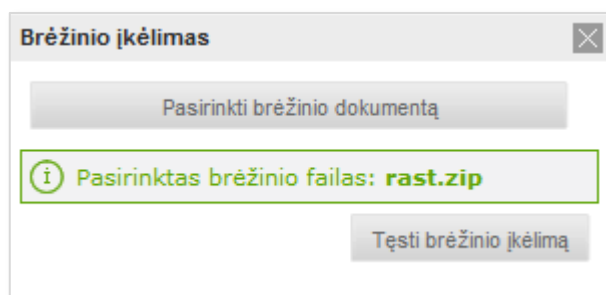 Brėžinio įkėlimas
Pasirinkti brėžinio dokumentą
Pasirinktas brėžinio failas: rast.zip
Tęsti brėžinio įkėlimą